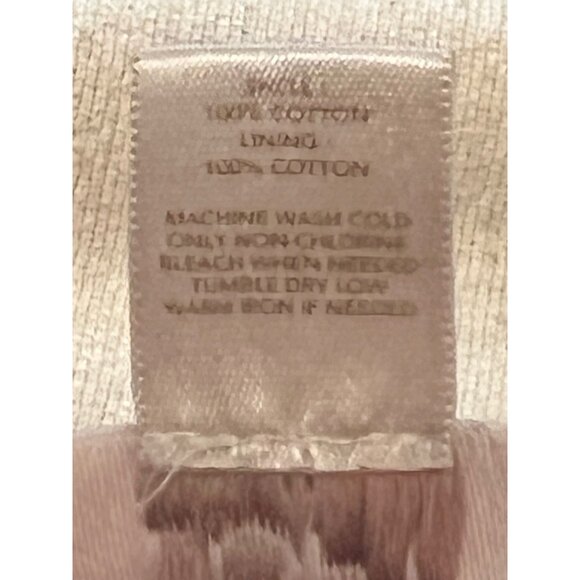 SHELL
100% COTTON
LINING
100% COTTON
MACHINE WASH COLD
ONLY NON-CHLORINE
BLEACH WHEN NEEDED
TUMBLE DRY LOW
WARM IRON IF NEEDED